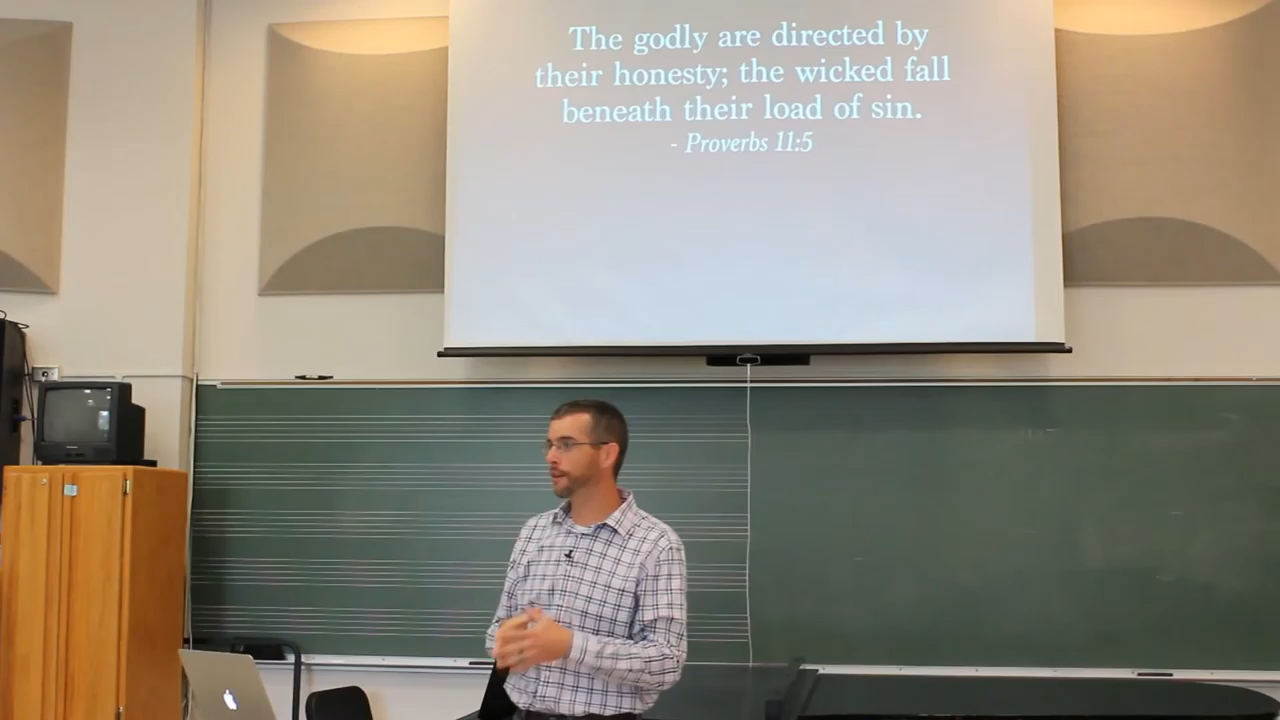 The godly are directed by
their honesty; the wicked fall
beneath their load of sin.
- Proverbs 11:5